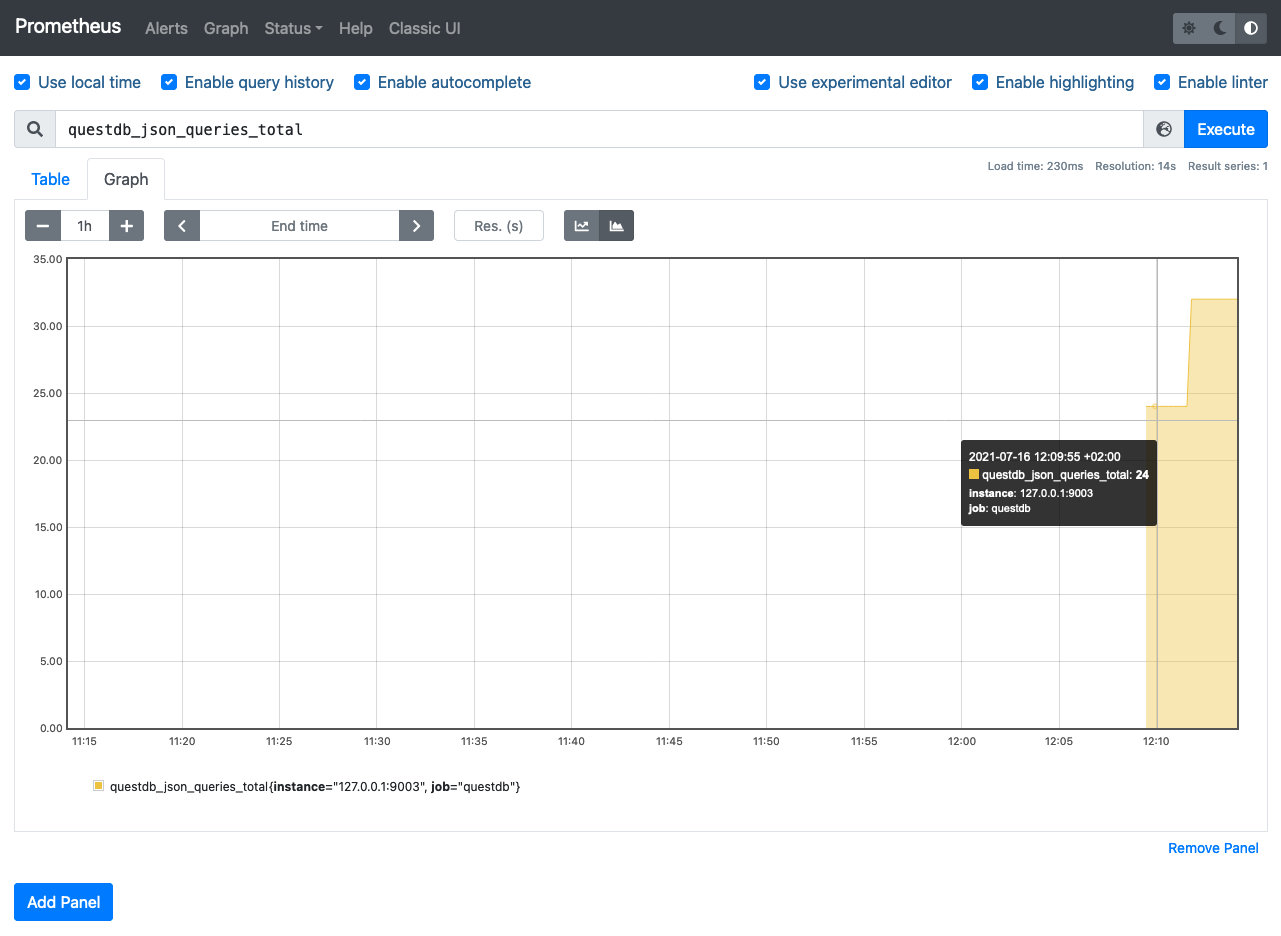 Prometheus Alerts Graph Status Help Classic UI
Use local time Enable query history Enable autocomplete Use experimental editor Enable highlighting Enable linter
questdb_json_queries_total Execute
Load time: 230ms Resolution: 14s Result series: 1
Table Graph
1h End time Res. (s)
35.00
30.00
25.00
20.00
15.00
10.00
5.00
0.00
2021-07-16 12:09:55 +02:00
questdb_json_queries_total: 24
instance: 127.0.0.1:9003
job: questdb
11:15 11:20 11:25 11:30 11:35 11:40 11:45 11:50 11:55 12:00 12:05 12:10
questdb_json_queries_total{instance="127.0.0.1:9003", job="questdb"}
Remove Panel
Add Panel